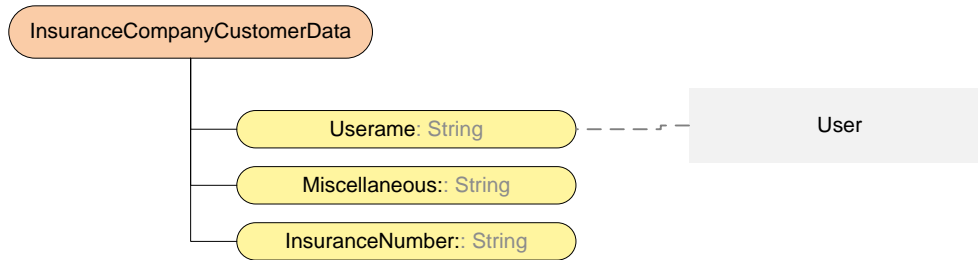 InsuranceCompanyCustomerData
Userame: String
User
Miscellaneous:: String
InsuranceNumber:: String